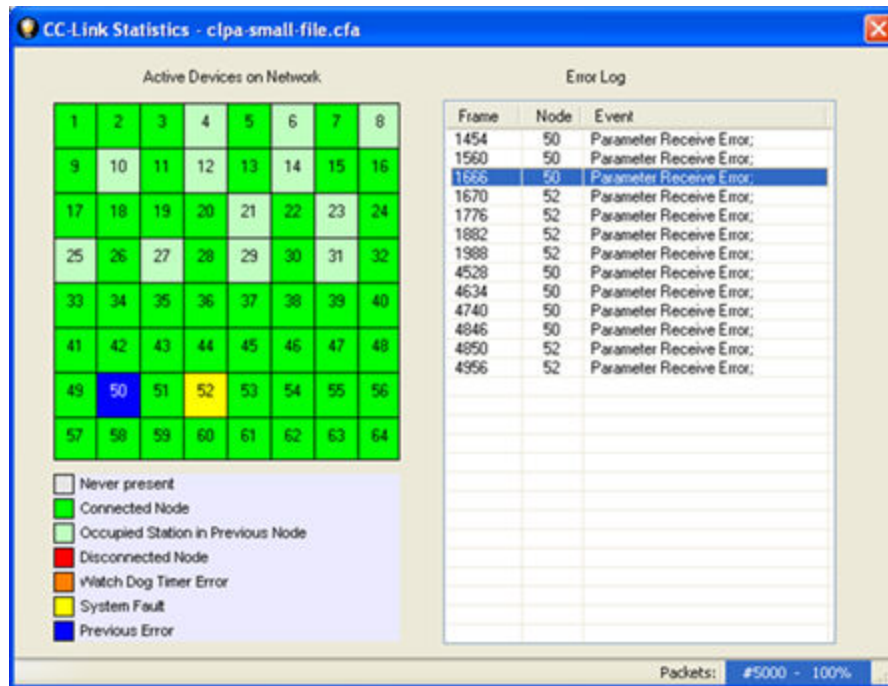 CC-Link Statistics - clpa-small-file.cfa
Active Devices on Network
1 2 3 4 5 6 7 8
9 10 11 12 13 14 15 16
17 18 19 20 21 22 23 24
25 26 27 28 29 30 31 32
33 34 35 36 37 38 39 40
41 42 43 44 45 46 47 48
49 50 51 52 53 54 55 56
57 58 59 60 61 62 63 64
Never present
Connected Node
Occupied Station in Previous Node
Disconnected Node
Watch Dog Timer Error
System Fault
Previous Error
Error Log
Frame Node Event
1454 50 Parameter Receive Error;
1560 50 Parameter Receive Error;
1666 50 Parameter Receive Error;
1670 52 Parameter Receive Error;
1776 52 Parameter Receive Error;
1882 52 Parameter Receive Error;
1988 52 Parameter Receive Error;
4528 50 Parameter Receive Error;
4634 50 Parameter Receive Error;
4740 50 Parameter Receive Error;
4846 50 Parameter Receive Error;
4850 52 Parameter Receive Error;
4956 52 Parameter Receive Error;
Packets: #5000 - 100%